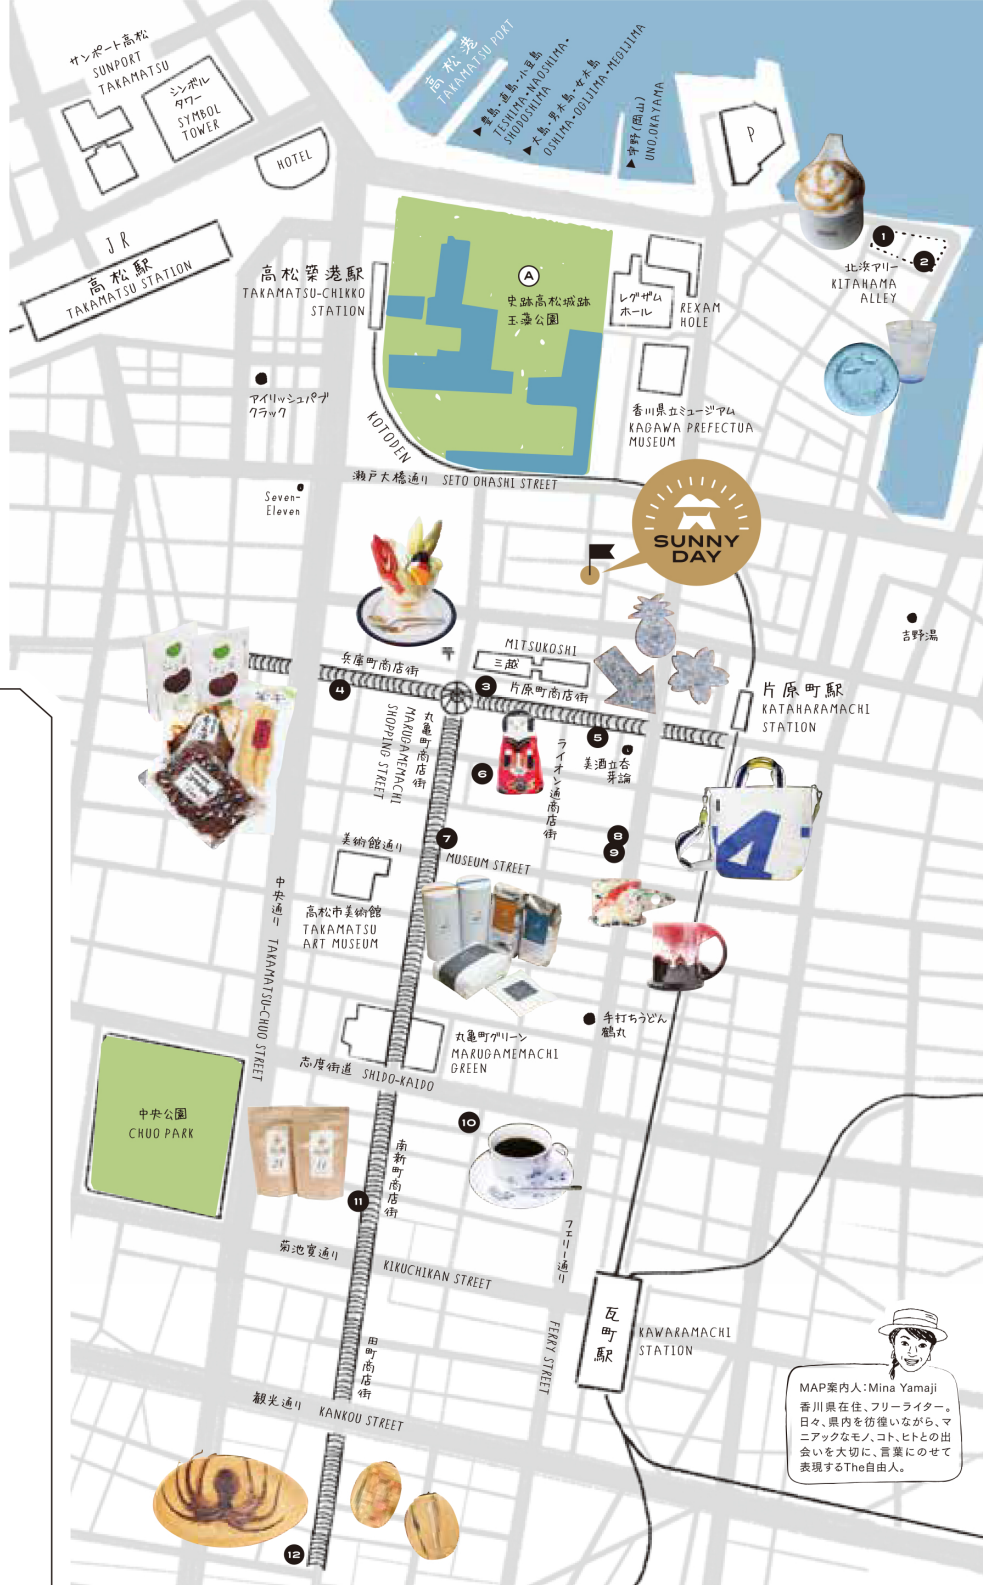 サンポート高松
SUNPORT
TAKAMATSU
シンボル
タワー
SYMBOL
TOWER
HOTEL
高松港
TAKAMATSU PORT
▶豊島・直島・小豆島
TESHIMA・NAOSHIMA・
SHODOSHIMA
▶大島・男木島・女木島
OSHIMA・OGIJIMA・MEGIJIMA
▶宇野(岡山)
UNO,OKAYAMA
P
1
2
北浜アリー
KITAHAMA
ALLEY
JR
高松駅
TAKAMATSU STATION
高松築港駅
TAKAMATSU-CHIKKO
STATION
A
史跡高松城跡
玉藻公園
レグザム
ホール
REXAM
HOLE
香川県立ミュージアム
KAGAWA PREFECTUA
MUSEUM
アイリッシュパブ
クラック
KOTODEN
瀬戸大橋通り SETO OHASHI STREET
Seven-
Eleven
SUNNY
DAY
吉野湯
MITSUKOSHI
三越
兵庫町商店街
4
3
片原町商店街
片原町駅
KATAHARAMACHI
STATION
5
美酒立呑
芽論
丸亀町商店街
MARUGAMEMACHI
SHOPPING STREET
6
ライオン通商店街
7
8
9
美術館通り
MUSEUM STREET
高松市美術館
TAKAMATSU
ART MUSEUM
中央通り TAKAMATSU-CHUO STREET
手打ちうどん
鶴丸
丸亀町グリーン
MARUGAMEMACHI
GREEN
志度街道 SHIDO-KAIDO
中央公園
CHUO PARK
10
南新町商店街
11
菊池寛通り
KIKUCHIKAN STREET
フェリー通り
FERRY STREET
瓦町駅
KAWARAMACHI
STATION
田町商店街
観光通り KANKOU STREET
12
MAP案内人：Mina Yamaji
香川県在住、フリーライター。
日々、県内を彷徨いながら、マ
ニアックなモノ、コト、ヒトとの出
会いを大切に、言葉にのせて
表現するThe自由人。